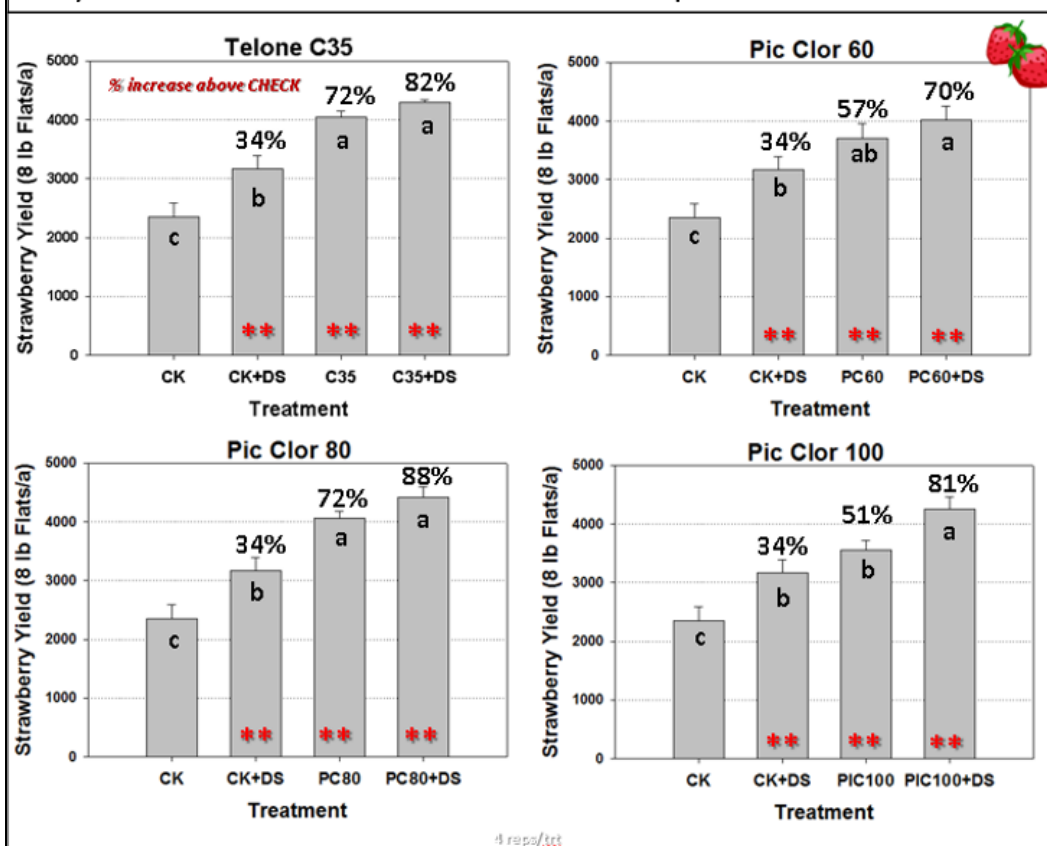 Telone C35
% increase above CHECK
Strawberry Yield (8 lb Flats/a)
5000
4000
3000
2000
1000
0
34%
72%
82%
c
b
a
a
**
**
**
CK
CK+DS
C35
C35+DS
Treatment
Pic Clor 60
Strawberry Yield (8 lb Flats/a)
5000
4000
3000
2000
1000
0
34%
57%
70%
c
b
ab
a
**
**
**
CK
CK+DS
PC60
PC60+DS
Treatment
Pic Clor 80
Strawberry Yield (8 lb Flats/a)
5000
4000
3000
2000
1000
0
34%
72%
88%
c
b
a
a
**
**
**
CK
CK+DS
PC80
PC80+DS
Treatment
Pic Clor 100
Strawberry Yield (8 lb Flats/a)
5000
4000
3000
2000
1000
0
34%
51%
81%
c
b
b
a
**
**
**
CK
CK+DS
PIC100
PIC100+DS
Treatment
4 reps/trt